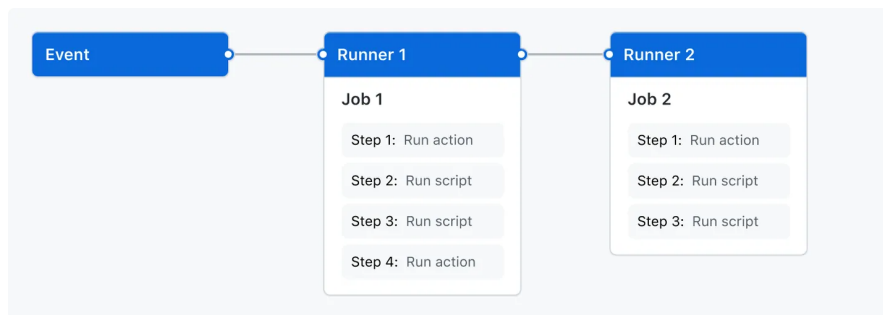 Event
Runner 1
Job 1
Step 1: Run action
Step 2: Run script
Step 3: Run script
Step 4: Run action
Runner 2
Job 2
Step 1: Run action
Step 2: Run script
Step 3: Run script